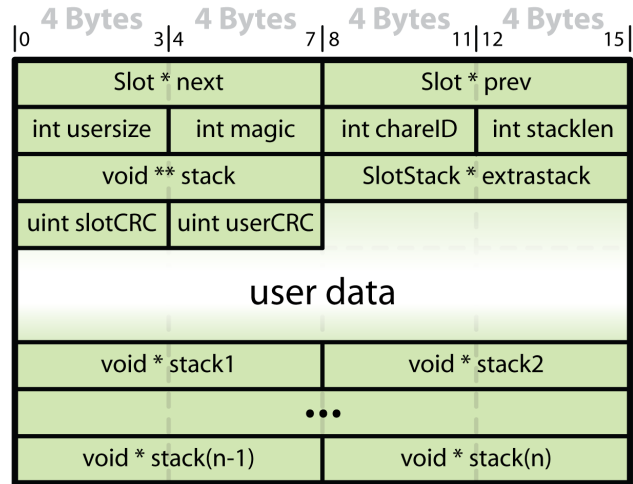 4 Bytes 4 Bytes 4 Bytes 4 Bytes
0 3 4 7 8 11 12 15
Slot * next Slot * prev
int usersize int magic int chareID int stacklen
void ** stack SlotStack * extrastack
uint slotCRC uint userCRC
user data
void * stack1 void * stack2
•••
void * stack(n-1) void * stack(n)